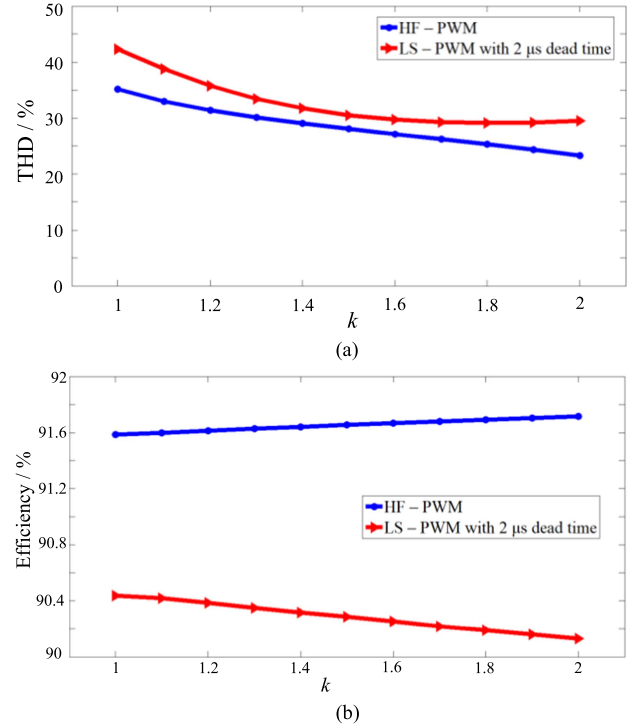 50
40
30
20
10
0
THD / %
HF – PWM
LS – PWM with 2 μs dead time
1 1.2 1.4 1.6 1.8 2
k
(a)
92
91.6
91.2
90.8
90.4
90
Efficiency / %
HF – PWM
LS – PWM with 2 μs dead time
1 1.2 1.4 1.6 1.8 2
k
(b)